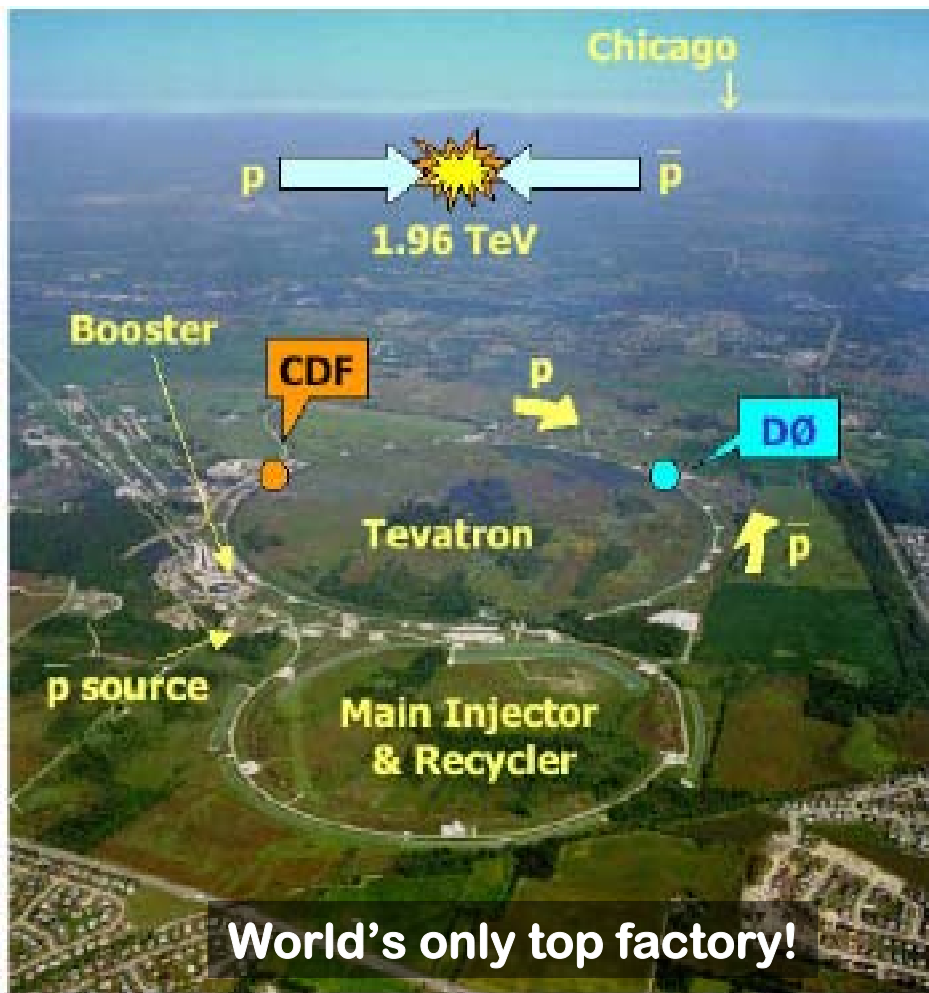 Chicago
↓
p
p̅
1.96 TeV
Booster
CDF
p
DØ
Tevatron
p̅
p̅ source
Main Injector
& Recycler
World's only top factory!